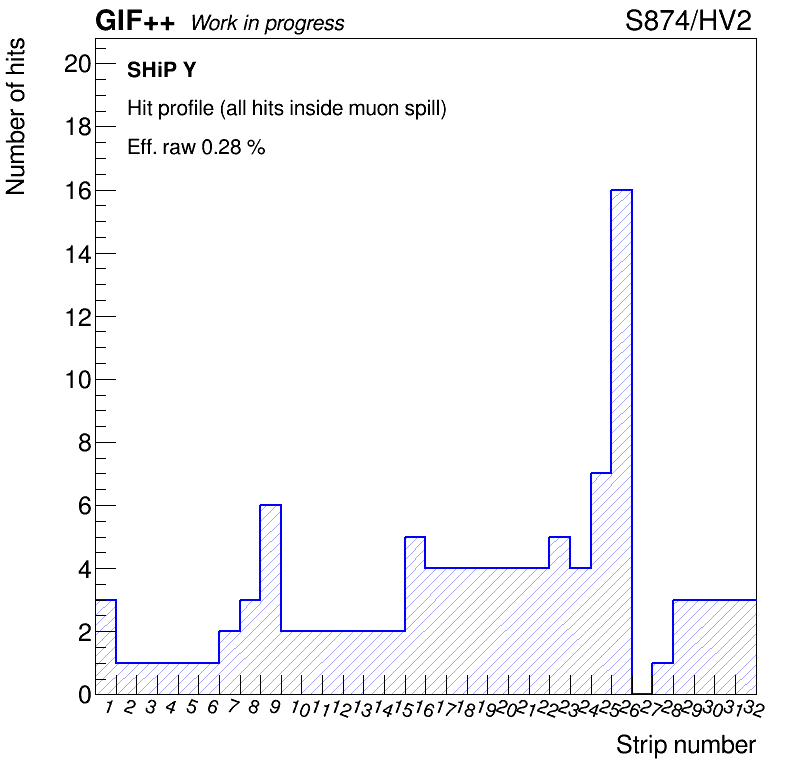 GIF++ Work in progress S874/HV2
Number of hits
SHiP Y
Hit profile (all hits inside muon spill)
Eff. raw 0.28 %
20
18
16
14
12
10
8
6
4
2
0
1 2 3 4 5 6 7 8 9 10 11 12 13 14 15 16 17 18 19 20 21 22 23 24 25 26 27 28 29 30 31 32
Strip number